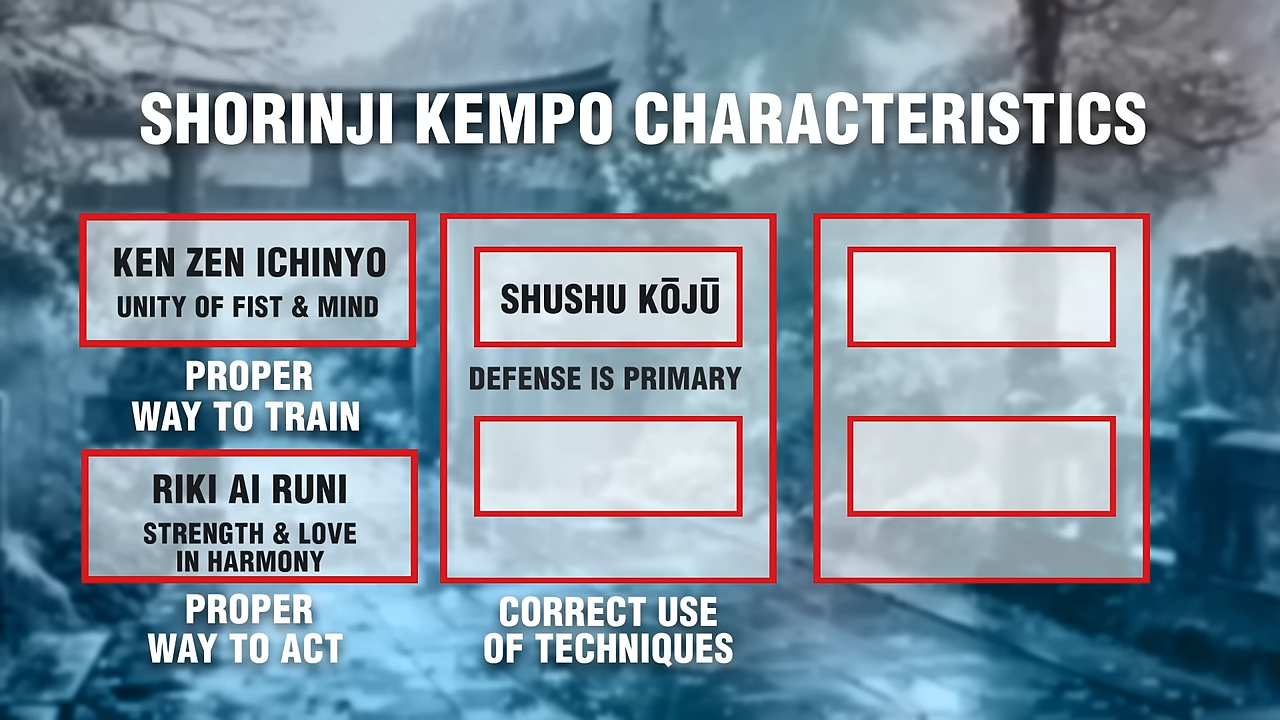 SHORINJI KEMPO CHARACTERISTICS
KEN ZEN ICHINYO
UNITY OF FIST & MIND
PROPER
WAY TO TRAIN
RIKI AI RUNI
STRENGTH & LOVE
IN HARMONY
PROPER
WAY TO ACT
SHUSHU KŌJŪ
DEFENSE IS PRIMARY
CORRECT USE
OF TECHNIQUES